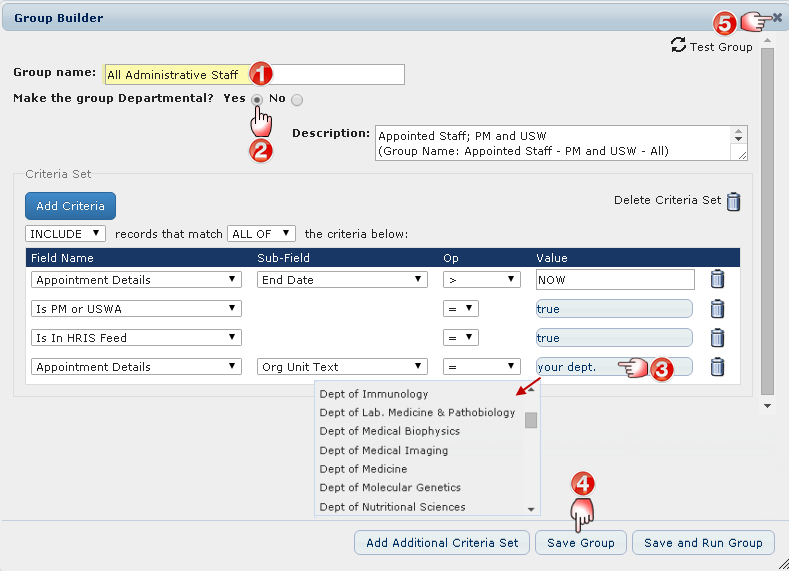 Group Builder
5
Test Group
Group name: All Administrative Staff 1
Make the group Departmental? Yes No
2
Description: Appointed Staff; PM and USW
(Group Name: Appointed Staff - PM and USW - All)
Criteria Set
Add Criteria
Delete Criteria Set
INCLUDE records that match ALL OF the criteria below:
Field Name Sub-Field Op Value
Appointment Details End Date > NOW
Is PM or USWA = true
Is In HRIS Feed = true
Appointment Details Org Unit Text = your dept. 3
Dept of Immunology
Dept of Lab. Medicine & Pathobiology
Dept of Medical Biophysics
Dept of Medical Imaging
Dept of Medicine
Dept of Molecular Genetics
Dept of Nutritional Sciences
4
Add Additional Criteria Set Save Group Save and Run Group